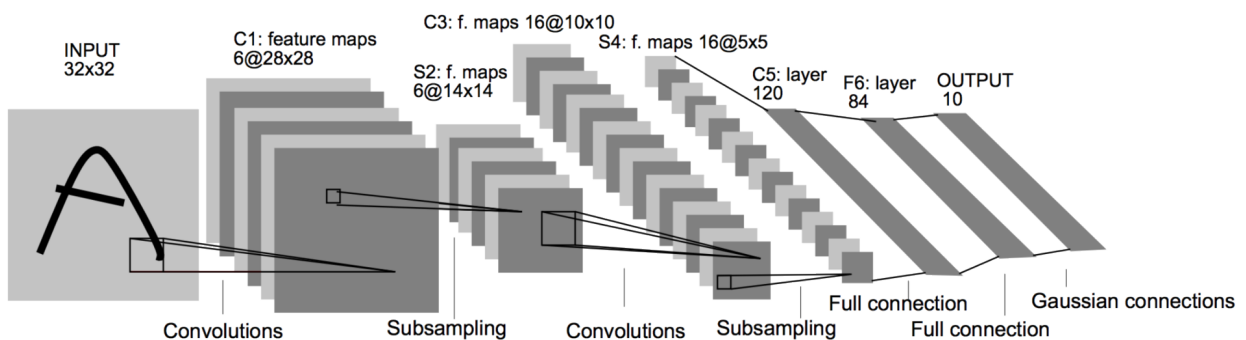 INPUT
32x32
C1: feature maps
6@28x28
S2: f. maps
6@14x14
C3: f. maps 16@10x10
S4: f. maps 16@5x5
C5: layer
120
F6: layer
84
OUTPUT
10
Convolutions
Subsampling
Convolutions
Subsampling
Full connection
Full connection
Gaussian connections